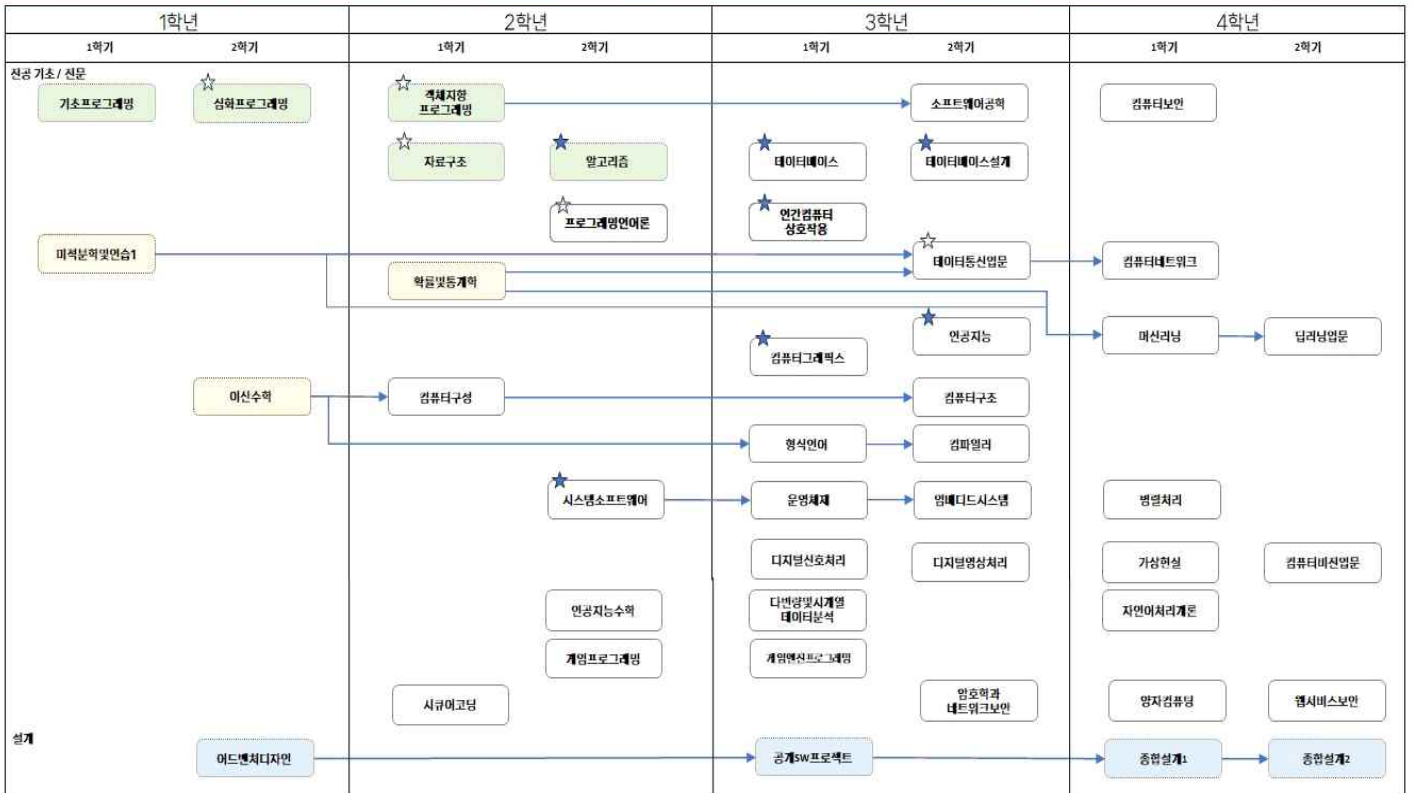 1학년 2학년 3학년 4학년
1학기 2학기 1학기 2학기 1학기 2학기 1학기 2학기
전공 기초 / 전문
기초프로그래밍 심화프로그래밍 객체지향 소프트웨어공학 컴퓨터보안
프로그래밍
자료구조 알고리즘 데이터베이스 데이터베이스설계
프로그래밍언어론 인간컴퓨터
상호작용
미적분학및연습1 데이터통신입문 컴퓨터네트워크
확률및통계학
인공지능 머신러닝 딥러닝입문
컴퓨터그래픽스
이산수학 컴퓨터구성 컴퓨터구조
형식언어 컴파일러
시스템소프트웨어 운영체제 임베디드시스템 병렬처리
디지털신호처리 디지털영상처리 가상현실 컴퓨터비전입문
인공지능수학 다변량및시계열 자연어처리개론
데이터분석
게임프로그래밍 게임엔진프로그래밍
시큐어코딩 암호학과 양자컴퓨팅 웹서비스보안
네트워크보안
설계
어드벤처디자인 공개SW프로젝트 종합설계1 종합설계2